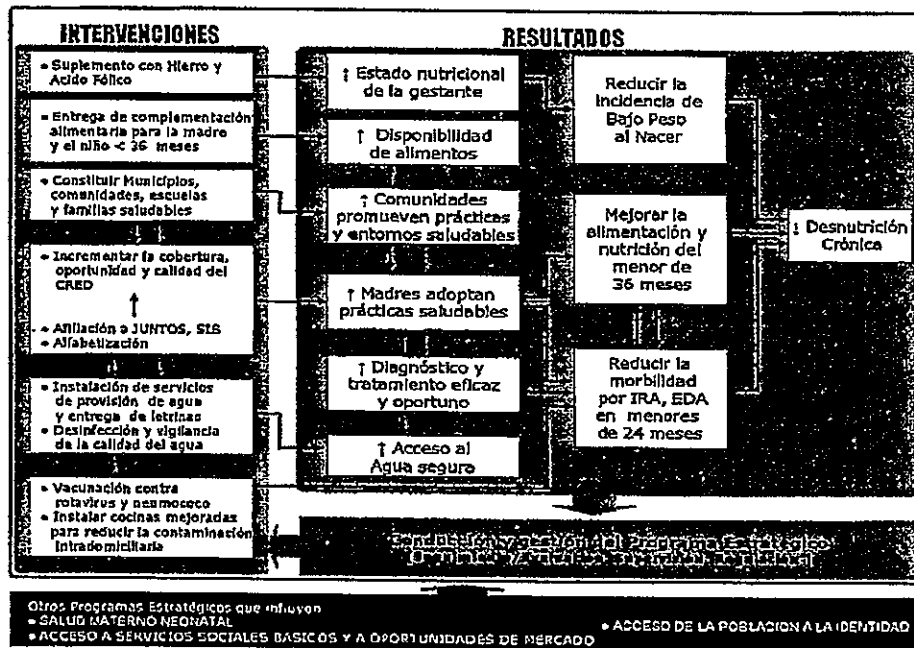 INTERVENCIONES
• Suplemento con Hierro y
Acido Fólico
• Entrega de complementación
alimentaria para la madre
y el niño < 36 meses
• Constituir Municipios,
comunidades, escuelas
y familias saludables
• Incrementar la cobertura,
oportunidad y calidad del
CRED
• Afiliación a JUNTOS, SIS
• Alfabetización
• Instalación de servicios
de provisión de agua
y entrega de letrinas
• Desinfección y vigilancia
de la calidad del agua
• Vacunación contra
rotavirus y neumococo
• Instalar cocinas mejoradas
para reducir la contaminación
Intradomiciliaria
RESULTADOS
↑ Estado nutricional
de la gestante
↑ Disponibilidad
de alimentos
↑ Comunidades
promueven prácticas
y entornos saludables
↑ Madres adoptan
prácticas saludables
↑ Diagnóstico y
tratamiento eficaz
y oportuno
↑ Acceso al
Agua segura
Reducir la
incidencia de
Bajo Peso
al Nacer
Mejorar la
alimentación y
nutrición del
menor de
36 meses
Reducir la
morbilidad
por IRA, EDA
en menores
de 24 meses
↓ Desnutrición
Crónica
Conducción y gestión del Programa Estratégico
Otros Programas Estratégicos que influyen
• SALUD MATERNO NEONATAL
• ACCESO A SERVICIOS SOCIALES BASICOS Y A OPORTUNIDADES DE MERCADO
• ACCESO DE LA POBLACION A LA IDENTIDAD